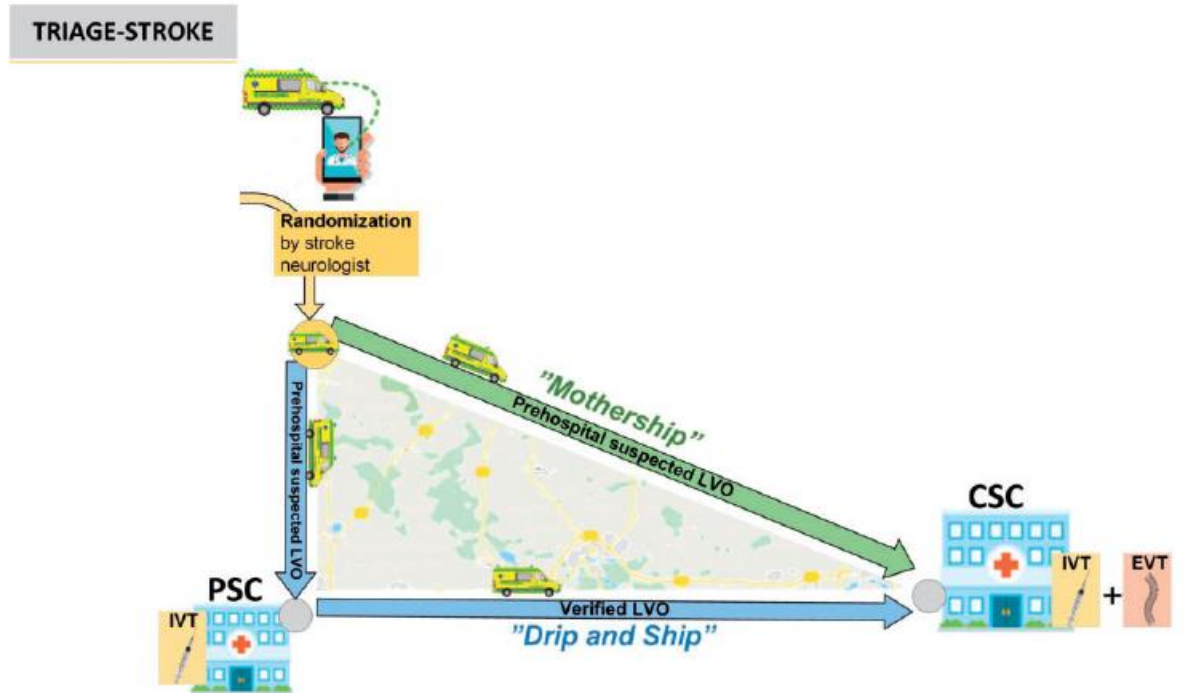 TRIAGE-STROKE
Randomization
by stroke
neurologist
"Mothership"
Prehospital suspected LVO
Prehospital suspected LVO
CSC
IVT
+
EVT
PSC
IVT
Verified LVO
"Drip and Ship"